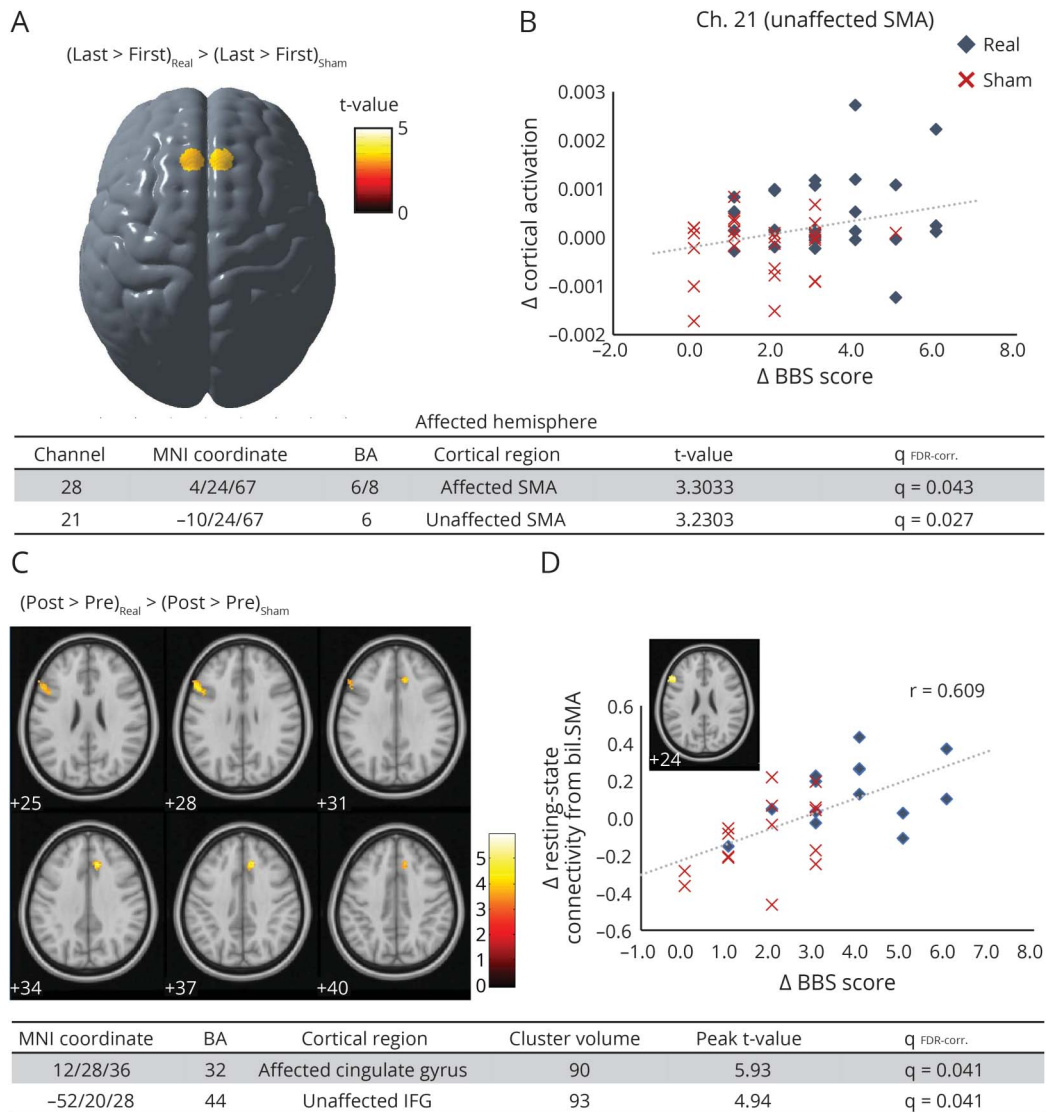 A
(Last > First)Real > (Last > First)Sham
t-value
5
0
B
Ch. 21 (unaffected SMA)
Real
Sham
0.003
0.002
0.001
0.000
−0.001
−0.002
Δ cortical activation
−2.0 0.0 2.0 4.0 6.0 8.0
Δ BBS score
Affected hemisphere
Channel MNI coordinate BA Cortical region t-value q FDR-corr.
28 4/24/67 6/8 Affected SMA 3.3033 q = 0.043
21 −10/24/67 6 Unaffected SMA 3.2303 q = 0.027
C
(Post > Pre)Real > (Post > Pre)Sham
+25 +28 +31
+34 +37 +40
5
4
3
2
1
0
D
+24
r = 0.609
0.6
0.4
0.2
0.0
−0.2
−0.4
−0.6
Δ resting-state
connectivity from bil.SMA
−1.0 0.0 1.0 2.0 3.0 4.0 5.0 6.0 7.0 8.0
Δ BBS score
MNI coordinate BA Cortical region Cluster volume Peak t-value q FDR-corr.
12/28/36 32 Affected cingulate gyrus 90 5.93 q = 0.041
−52/20/28 44 Unaffected IFG 93 4.94 q = 0.041